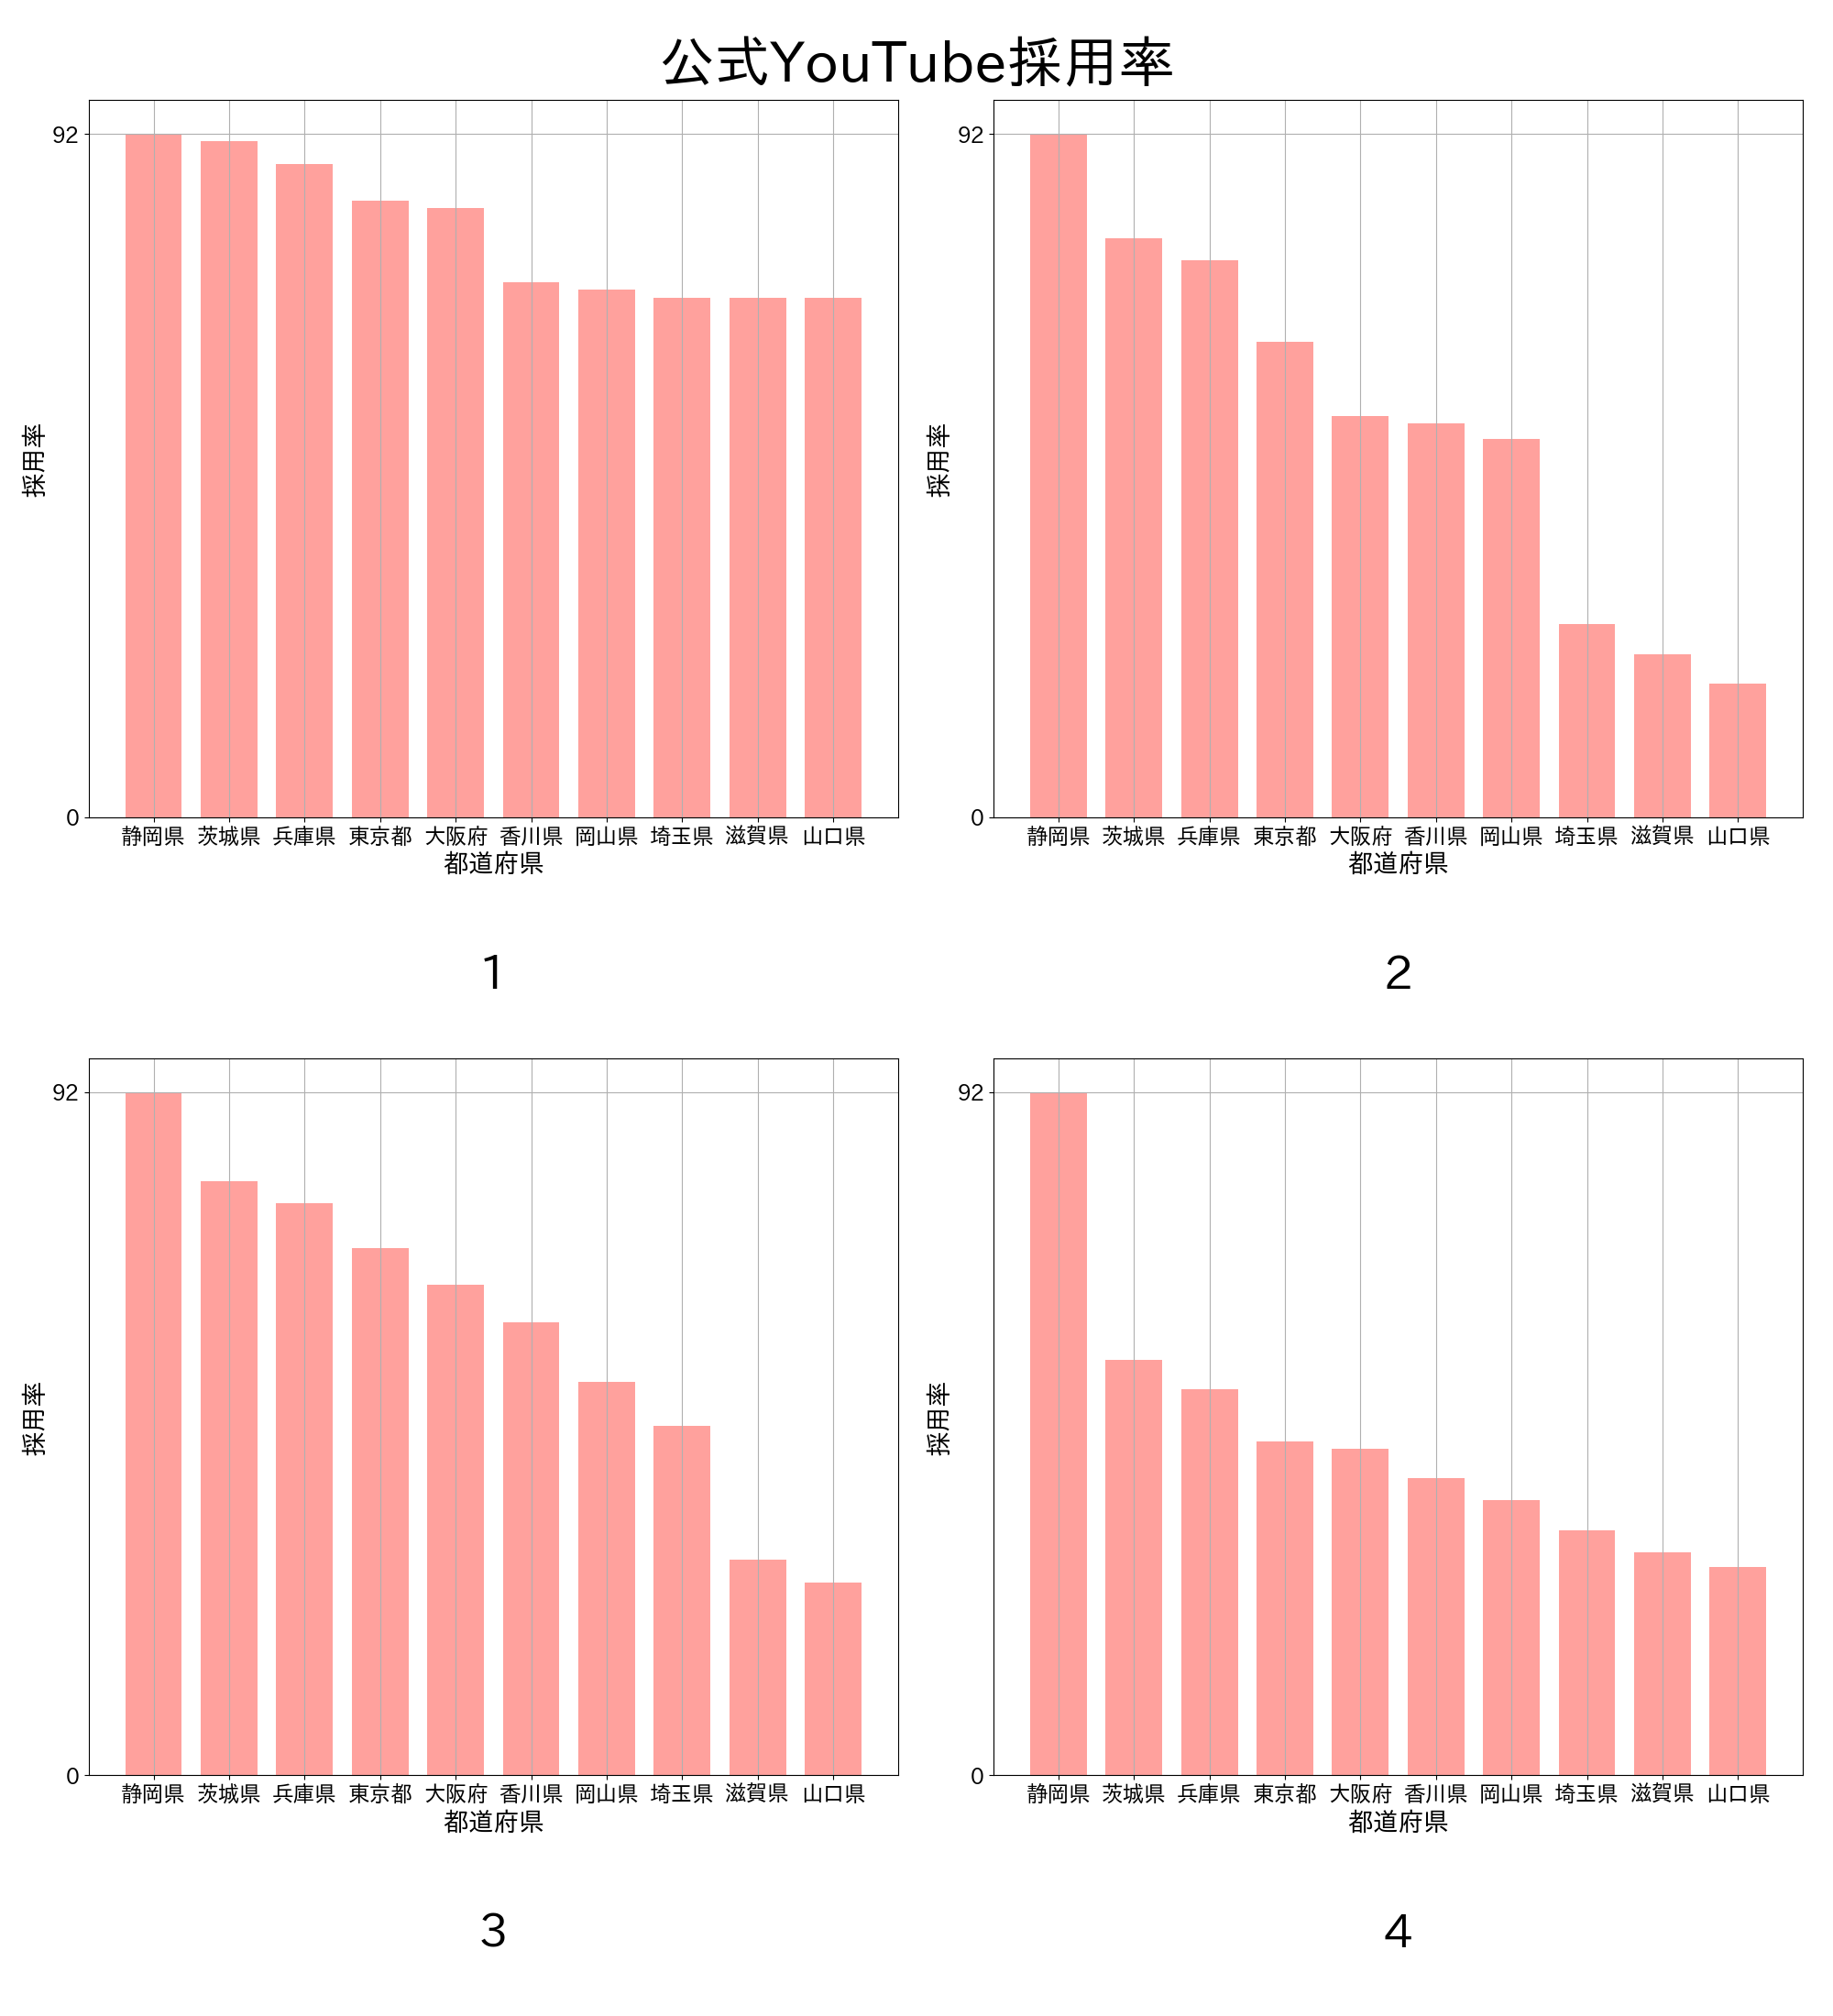 公式YouTube採用率
92
0
採用率
静岡県 茨城県 兵庫県 東京都 大阪府 香川県 岡山県 埼玉県 滋賀県 山口県
都道府県
1
92
0
採用率
静岡県 茨城県 兵庫県 東京都 大阪府 香川県 岡山県 埼玉県 滋賀県 山口県
都道府県
2
92
0
採用率
静岡県 茨城県 兵庫県 東京都 大阪府 香川県 岡山県 埼玉県 滋賀県 山口県
都道府県
3
92
0
採用率
静岡県 茨城県 兵庫県 東京都 大阪府 香川県 岡山県 埼玉県 滋賀県 山口県
都道府県
4